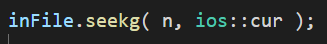 inFile.seekg( n, ios::cur );